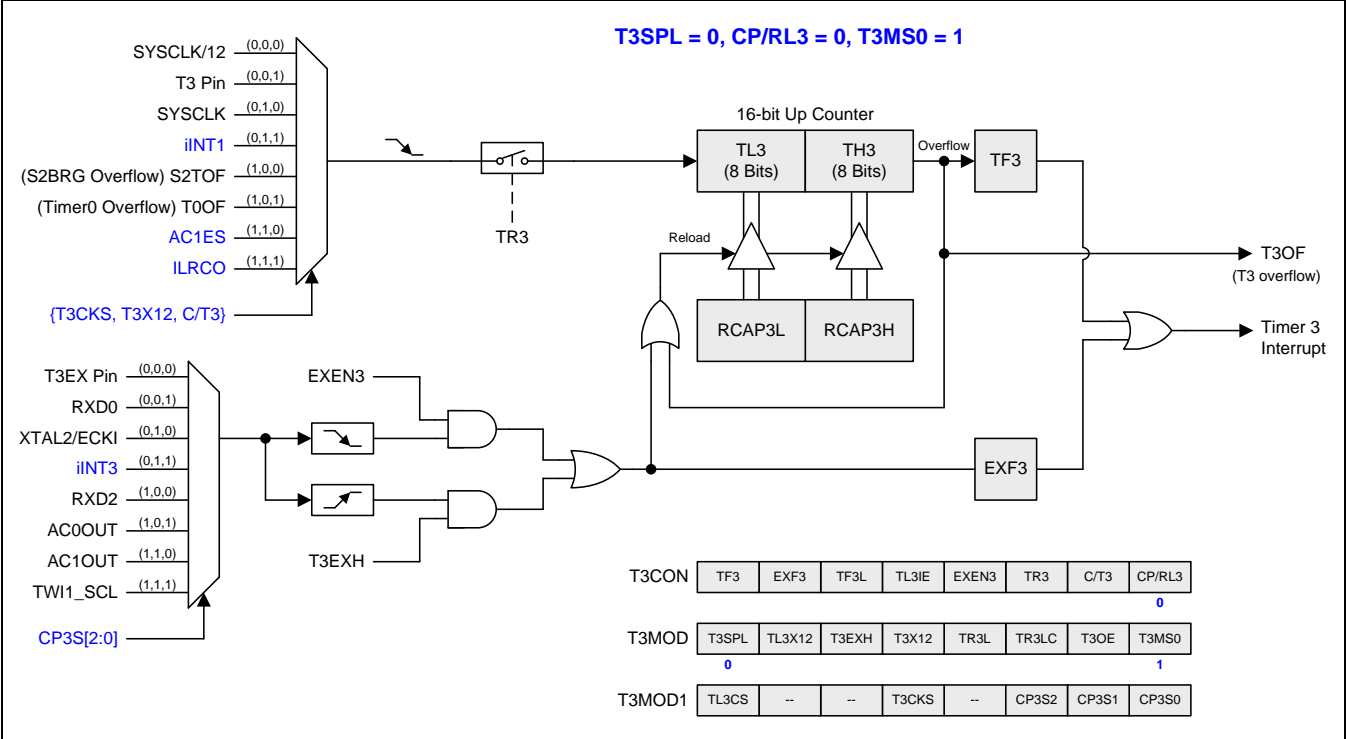 T3SPL = 0, CP/RL3 = 0, T3MS0 = 1
SYSCLK/12 (0,0,0)
T3 Pin (0,0,1)
SYSCLK (0,1,0)
iINT1 (0,1,1)
(S2BRG Overflow) S2TOF (1,0,0)
(Timer0 Overflow) T0OF (1,0,1)
AC1ES (1,1,0)
ILRCO (1,1,1)
{T3CKS, T3X12, C/T3}
TR3
16-bit Up Counter
TL3
(8 Bits)
TH3
(8 Bits)
Overflow
TF3
Reload
RCAP3L
RCAP3H
T3OF
(T3 overflow)
Timer 3
Interrupt
T3EX Pin (0,0,0)
RXD0 (0,0,1)
XTAL2/ECKI (0,1,0)
iINT3 (0,1,1)
RXD2 (1,0,0)
AC0OUT (1,0,1)
AC1OUT (1,1,0)
TWI1_SCL (1,1,1)
CP3S[2:0]
EXEN3
T3EXH
EXF3
T3CON TF3 EXF3 TF3L TL3IE EXEN3 TR3 C/T3 CP/RL3
0
T3MOD T3SPL TL3X12 T3EXH T3X12 TR3L TR3LC T3OE T3MS0
0 1
T3MOD1 TL3CS -- -- T3CKS -- CP3S2 CP3S1 CP3S0